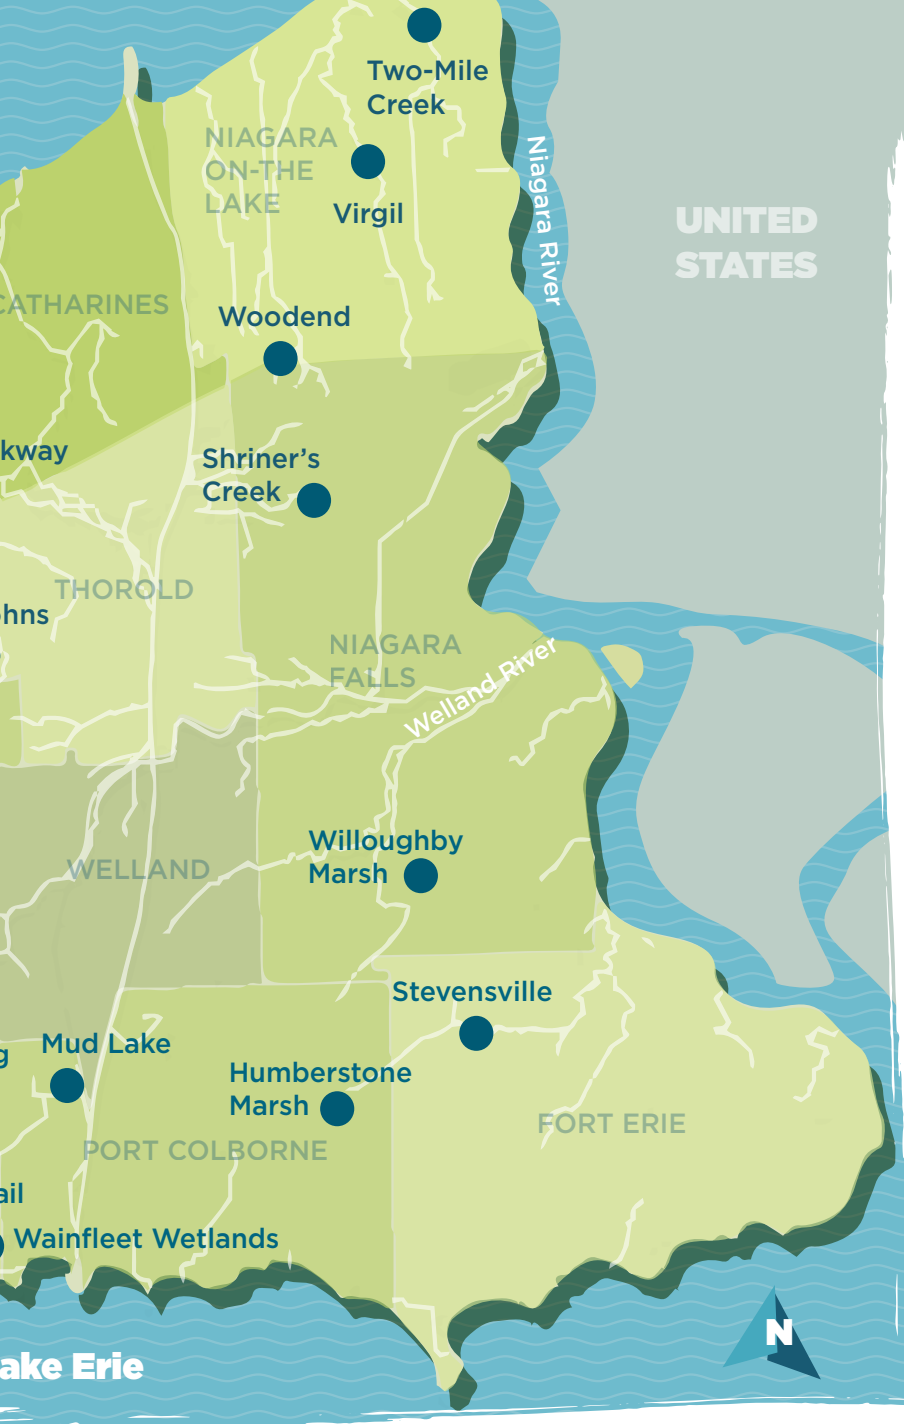 Two-Mile
Creek
NIAGARA
ON-THE
LAKE
Niagara River
Virgil
UNITED
STATES
CATHARINES
Woodend
kway
Shriner's
Creek
THOROLD
ohns
NIAGARA
FALLS
Welland River
Willoughby
Marsh
WELLAND
Stevensville
g
Mud Lake
Humberstone
Marsh
FORT ERIE
PORT COLBORNE
ail
Wainfleet Wetlands
N
ake Erie